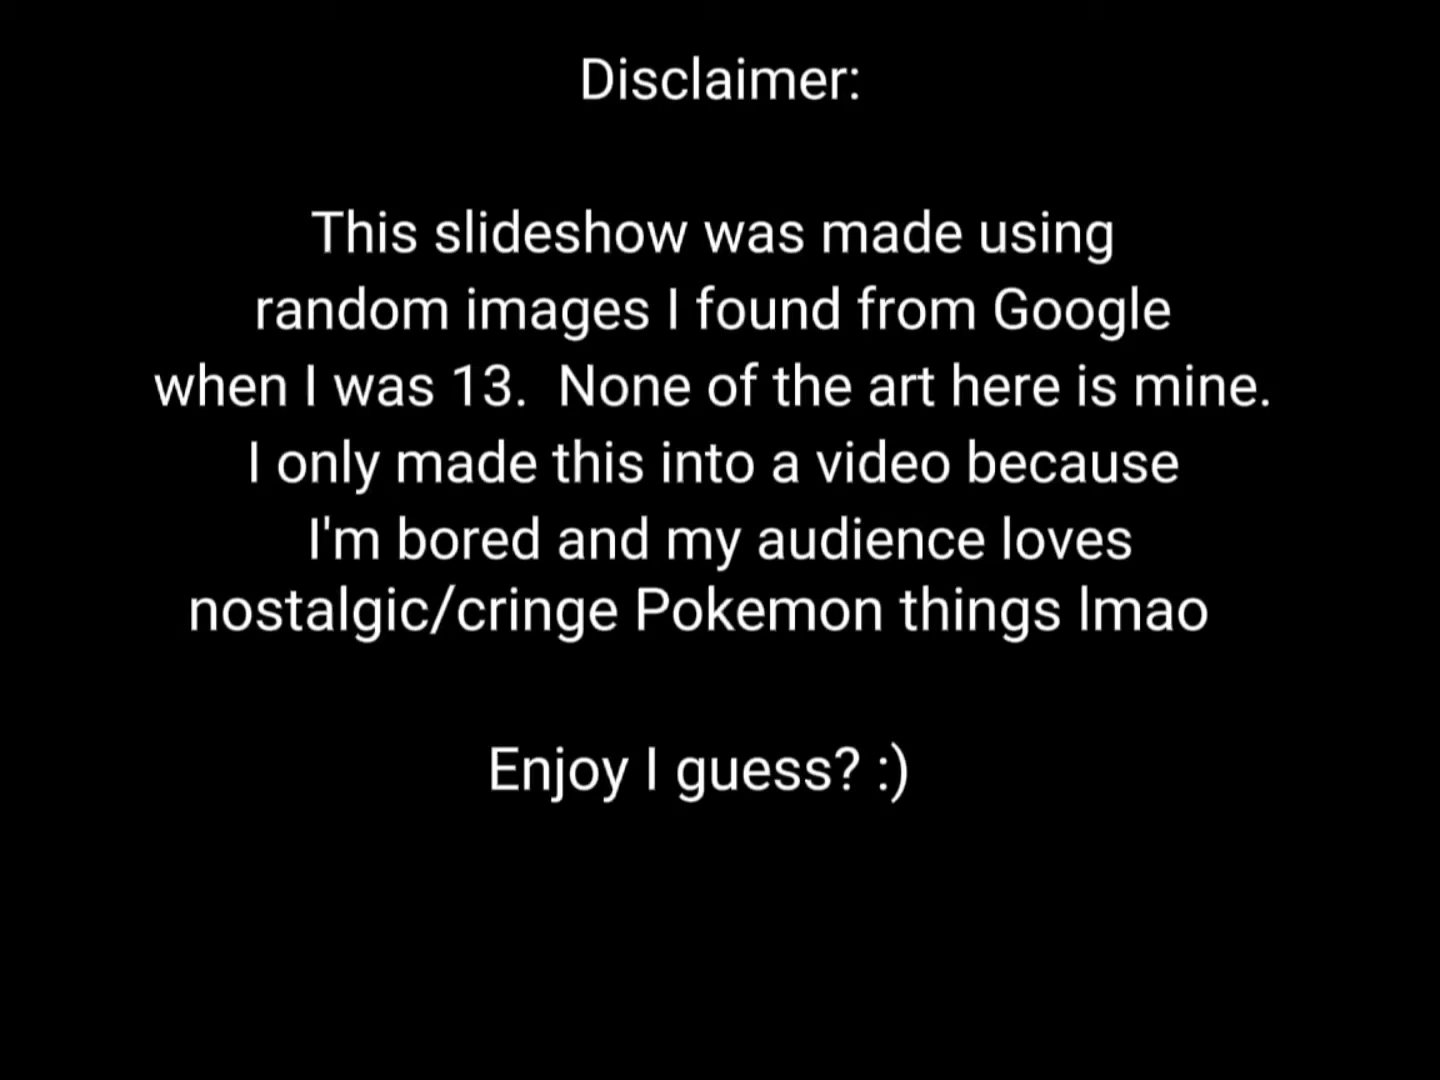 Disclaimer:
This slideshow was made using
random images I found from Google
when I was 13.  None of the art here is mine.
I only made this into a video because
I'm bored and my audience loves
nostalgic/cringe Pokemon things lmao
Enjoy I guess? :)